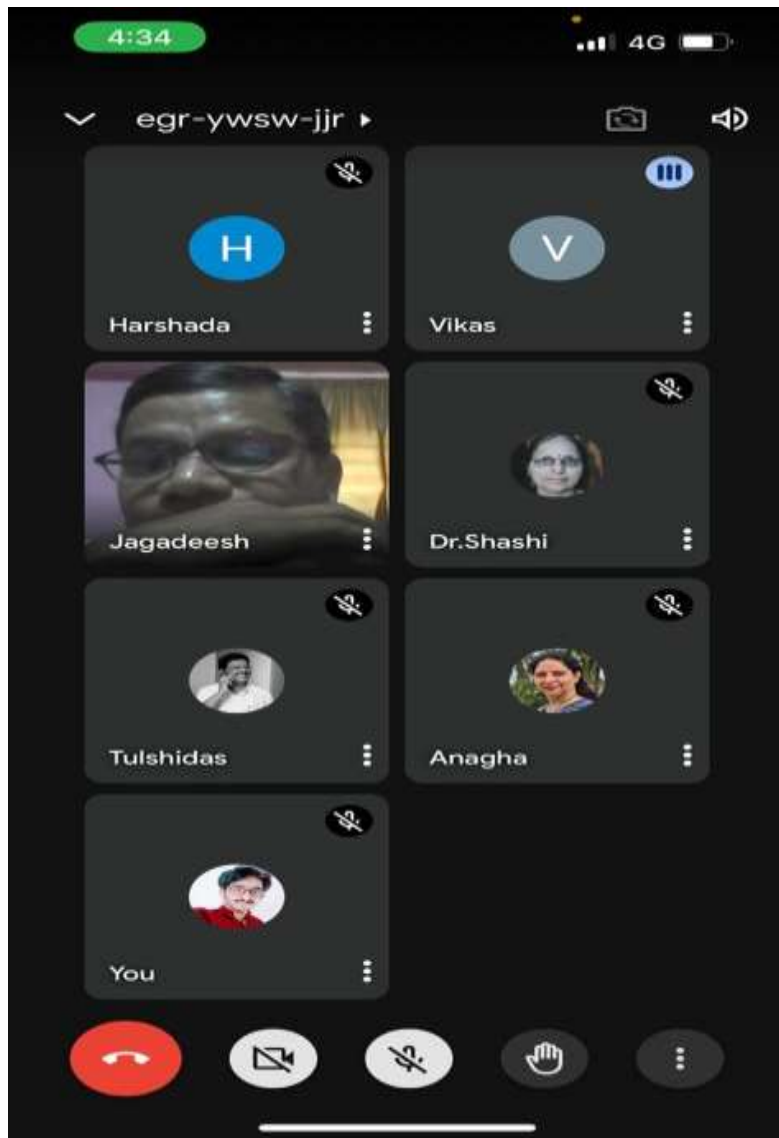 4:34 4G
egr-ywsw-jjr
H V
Harshada Vikas
Jagadeesh Dr.Shashi
Tulshidas Anagha
You